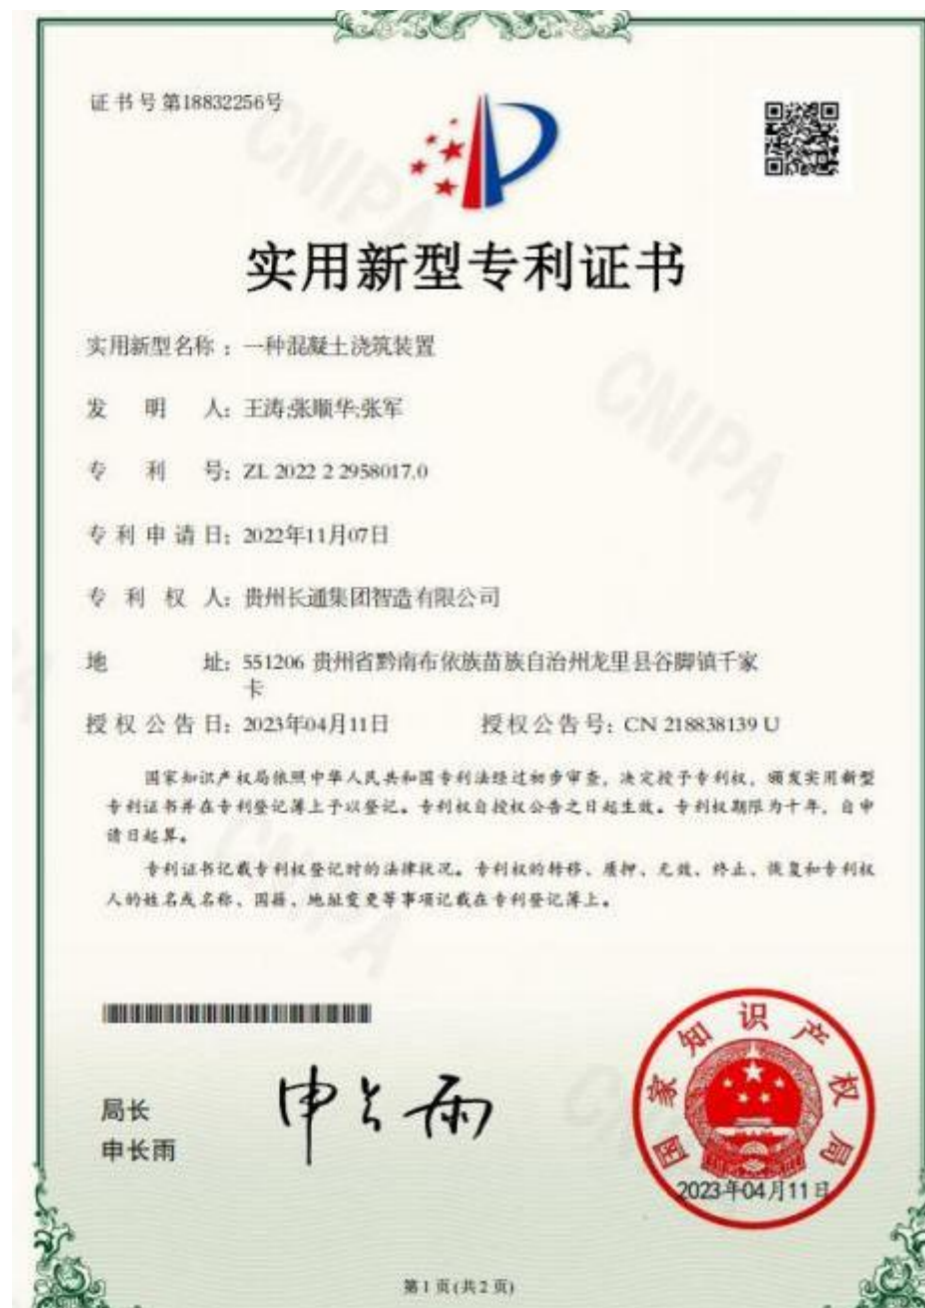 证书号第18832256号
实用新型专利证书
实用新型名称：一种混凝土浇筑装置
发明人：王涛;张顺华;张军
专利号：ZL 2022 2 2958017.0
专利申请日：2022年11月07日
专利权人：贵州长通集团智造有限公司
地址：551206 贵州省黔南布依族苗族自治州龙里县谷脚镇千家
卡
授权公告日：2023年04月11日 授权公告号：CN 218838139 U
国家知识产权局依照中华人民共和国专利法经过初步审查，决定授予专利权，颁发实用新型
专利证书并在专利登记簿上予以登记。专利权自授权公告之日起生效。专利权期限为十年，自申
请日起算。
专利证书记载专利权登记时的法律状况。专利权的转移、质押、无效、终止、恢复和专利权
人的姓名或名称、国籍、地址变更等事项记载在专利登记簿上。
局长
申长雨
申长雨
国家知识产权局
2023年04月11日
第1页(共2页)
CNIPA
CNIPA
CNIPA